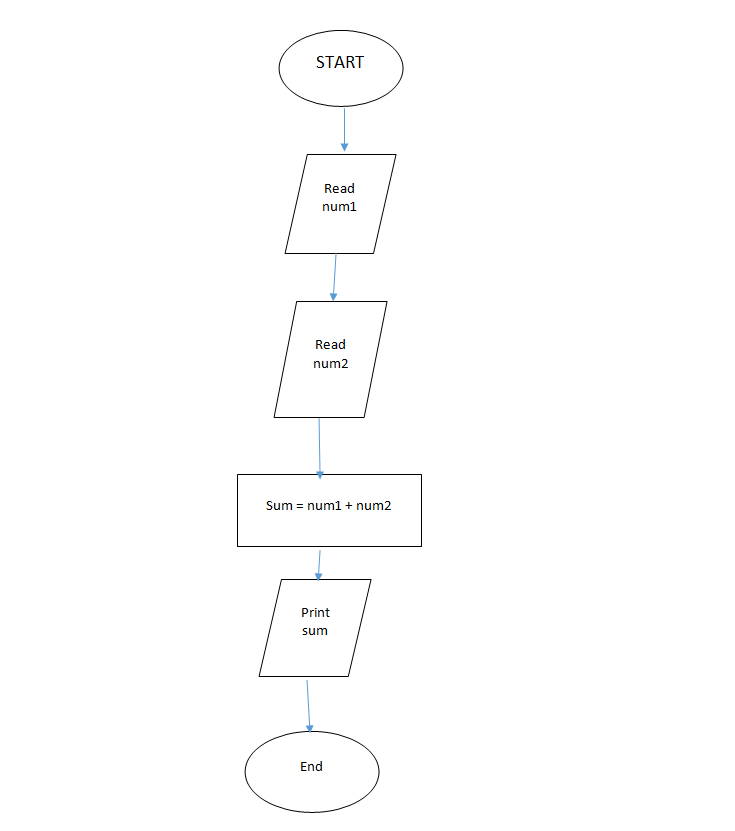 START
Read
num1
Read
num2
Sum = num1 + num2
Print
sum
End